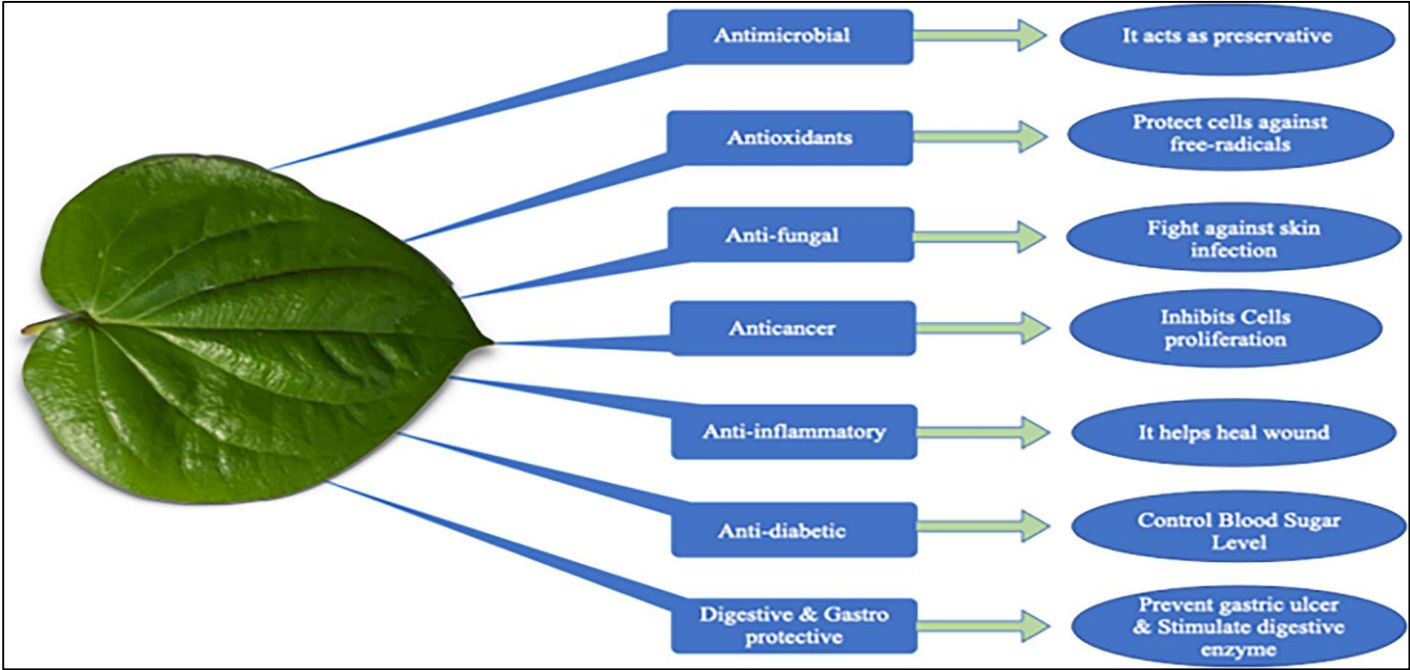 Antimicrobial
It acts as preservative
Antioxidants
Protect cells against
free-radicals
Anti-fungal
Fight against skin
infection
Anticancer
Inhibits Cells
proliferation
Anti-inflammatory
It helps heal wound
Anti-diabetic
Control Blood Sugar
Level
Digestive & Gastro
protective
Prevent gastric ulcer
& Stimulate digestive
enzyme